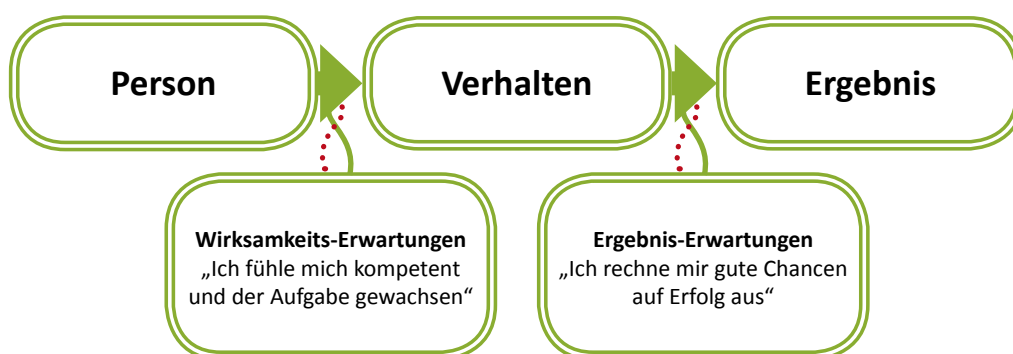 Person
Verhalten
Ergebnis
Wirksamkeits-Erwartungen
„Ich fühle mich kompetent
und der Aufgabe gewachsen“
Ergebnis-Erwartungen
„Ich rechne mir gute Chancen
auf Erfolg aus“